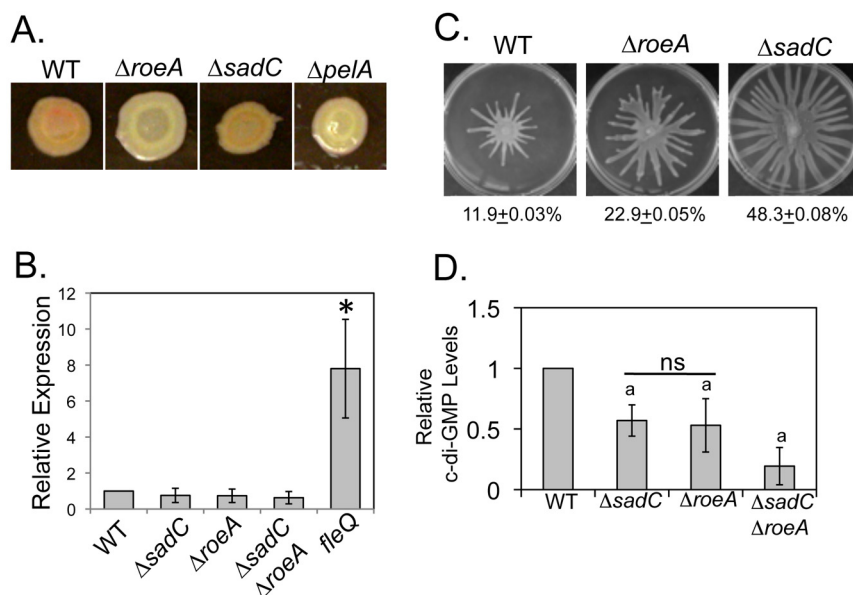 A.
WT ΔroeA ΔsadC ΔpelA
C.
WT ΔroeA ΔsadC
11.9±0.03% 22.9±0.05% 48.3±0.08%
B.
Relative Expression
12
10
8
6
4
2
0
*
WT ΔsadC ΔroeA ΔsadC fleQ
ΔroeA
D.
Relative
c-di-GMP Levels
1.5
1
0.5
0
ns
a a a
WT ΔsadC ΔroeA ΔsadC
ΔroeA